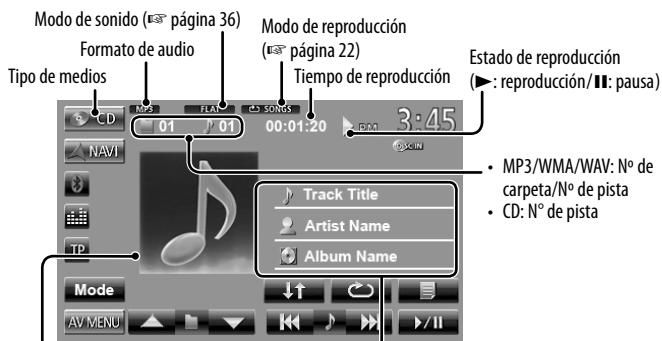 Modo de sonido (☞ página 36)
Modo de reproducción
(☞ página 22)
Formato de audio
Estado de reproducción
(►: reproducción/❚❚: pausa)
Tipo de medios
Tiempo de reproducción
MP3 FLAT SONGS
CD 01 01 00:01:20 PM 3:45
DISC IN
NAVI
• MP3/WMA/WAV: Nº de
carpeta/Nº de pista
• CD: N° de pista
Track Title
Artist Name
Album Name
TP
Mode
AV MENU